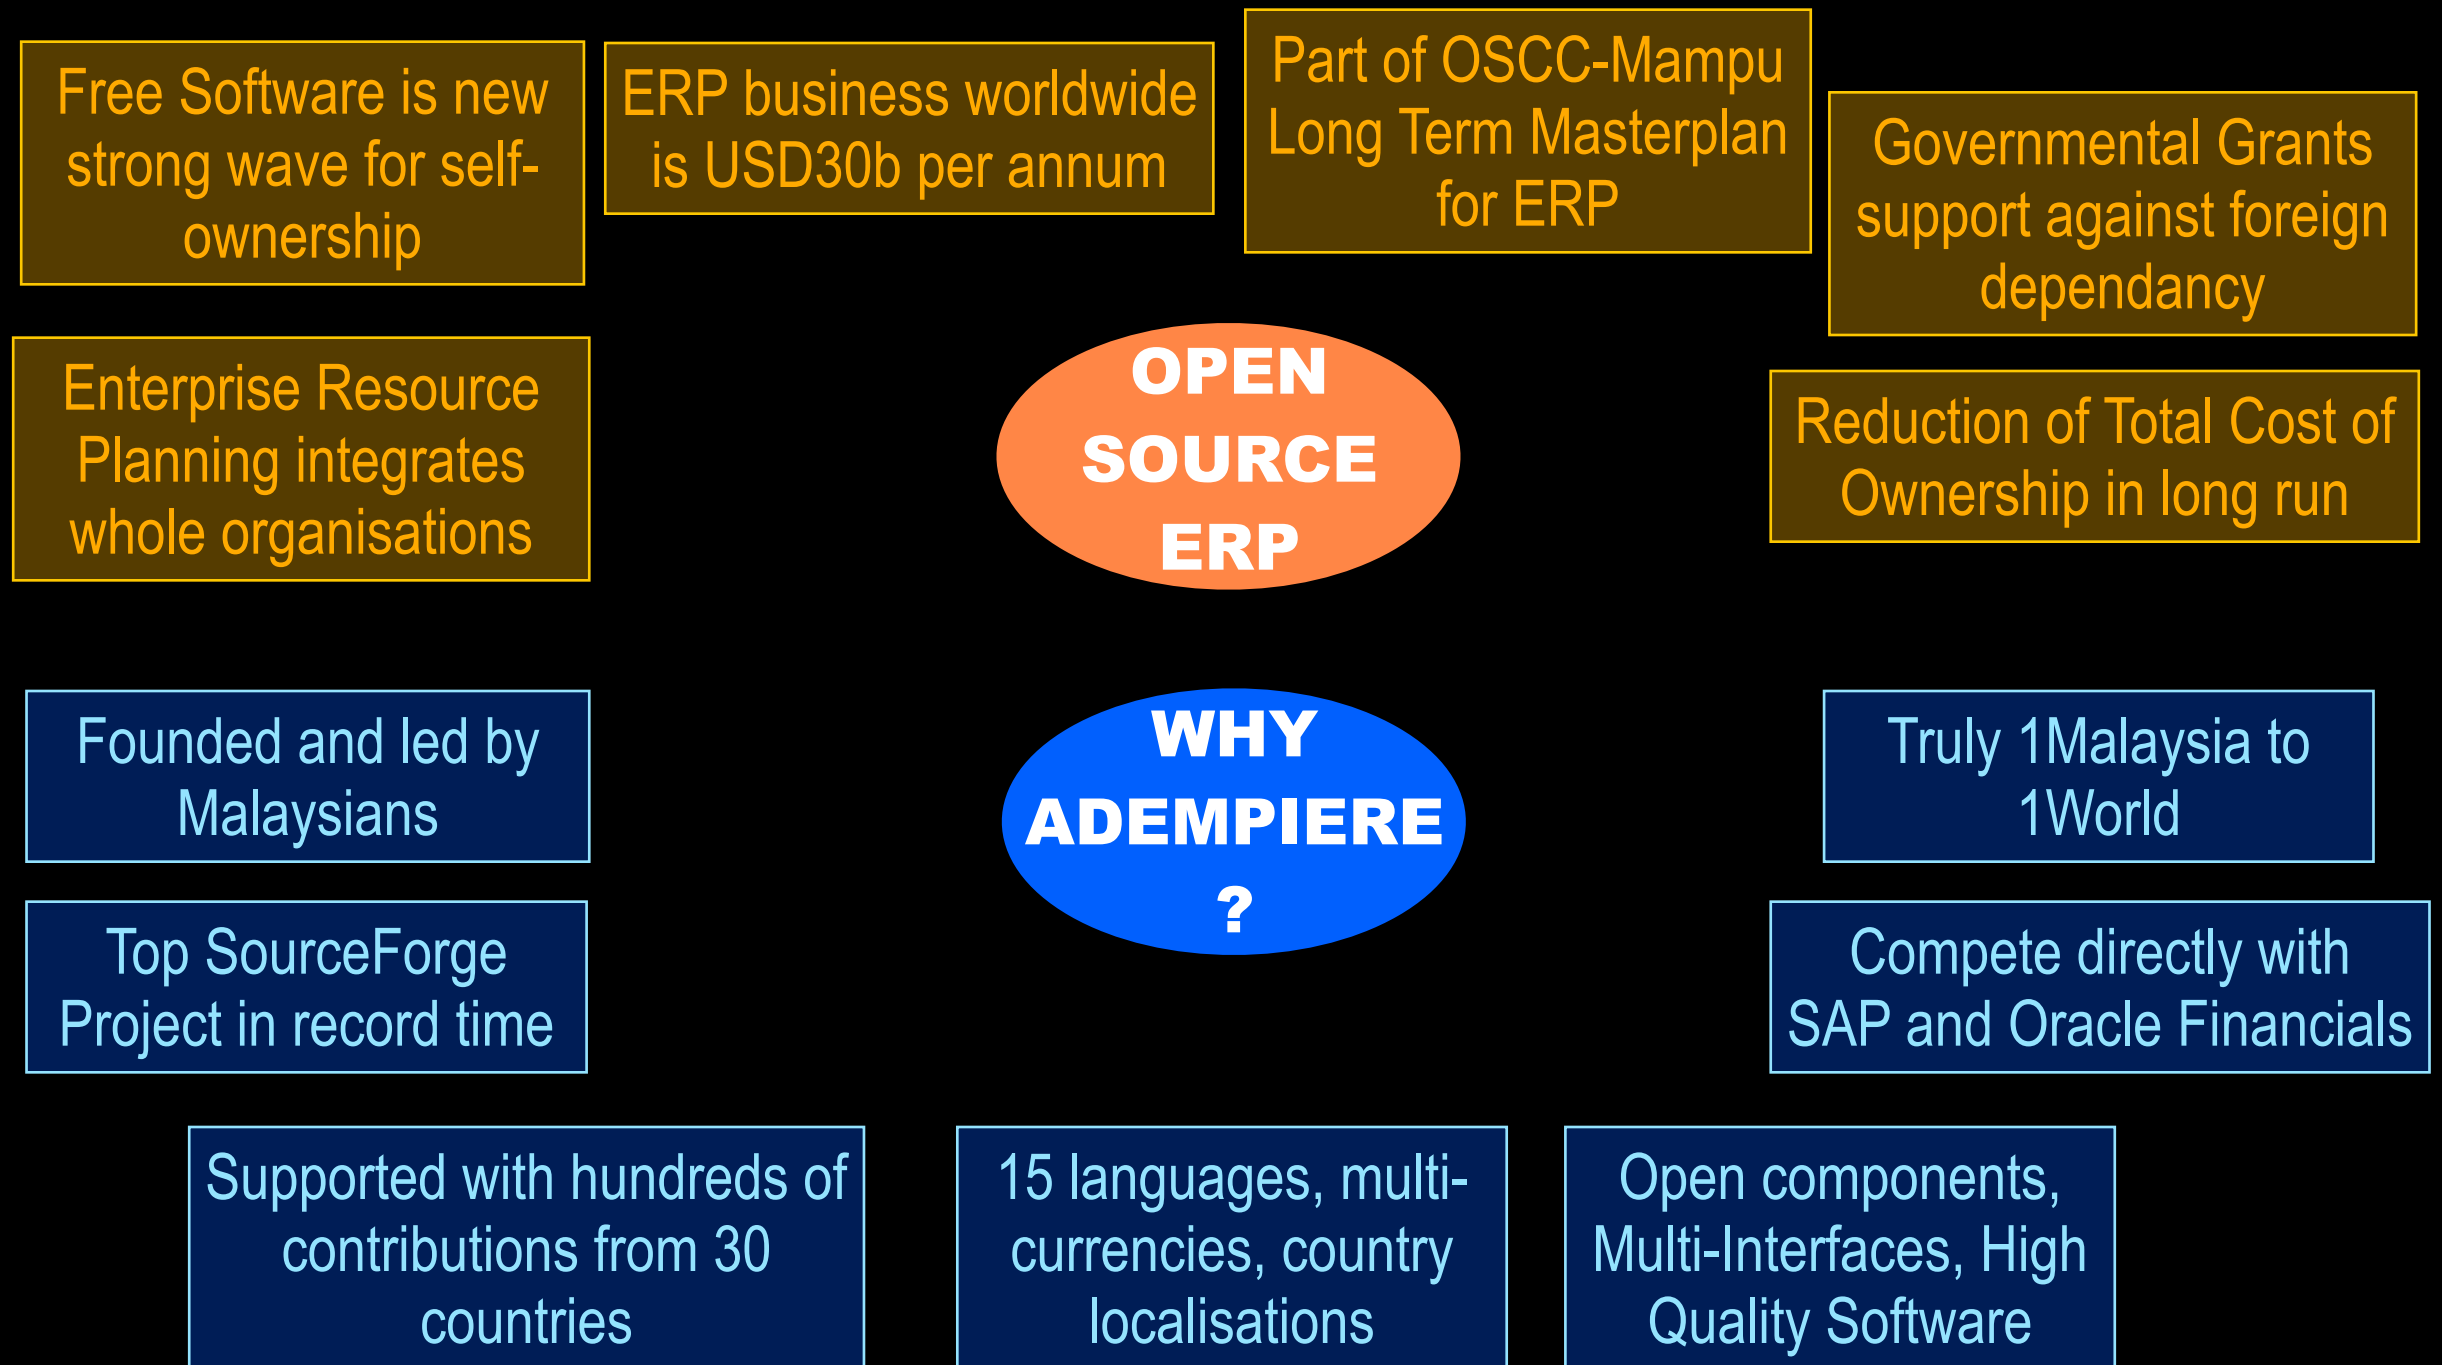 Free Software is new
strong wave for self-
ownership
ERP business worldwide
is USD30b per annum
Part of OSCC-Mampu
Long Term Masterplan
for ERP
Governmental Grants
support against foreign
dependancy
Enterprise Resource
Planning integrates
whole organisations
OPEN
SOURCE
ERP
Reduction of Total Cost of
Ownership in long run
Founded and led by
Malaysians
WHY
ADEMPIERE
?
Truly 1Malaysia to
1World
Top SourceForge
Project in record time
Compete directly with
SAP and Oracle Financials
Supported with hundreds of
contributions from 30
countries
15 languages, multi-
currencies, country
localisations
Open components,
Multi-Interfaces, High
Quality Software